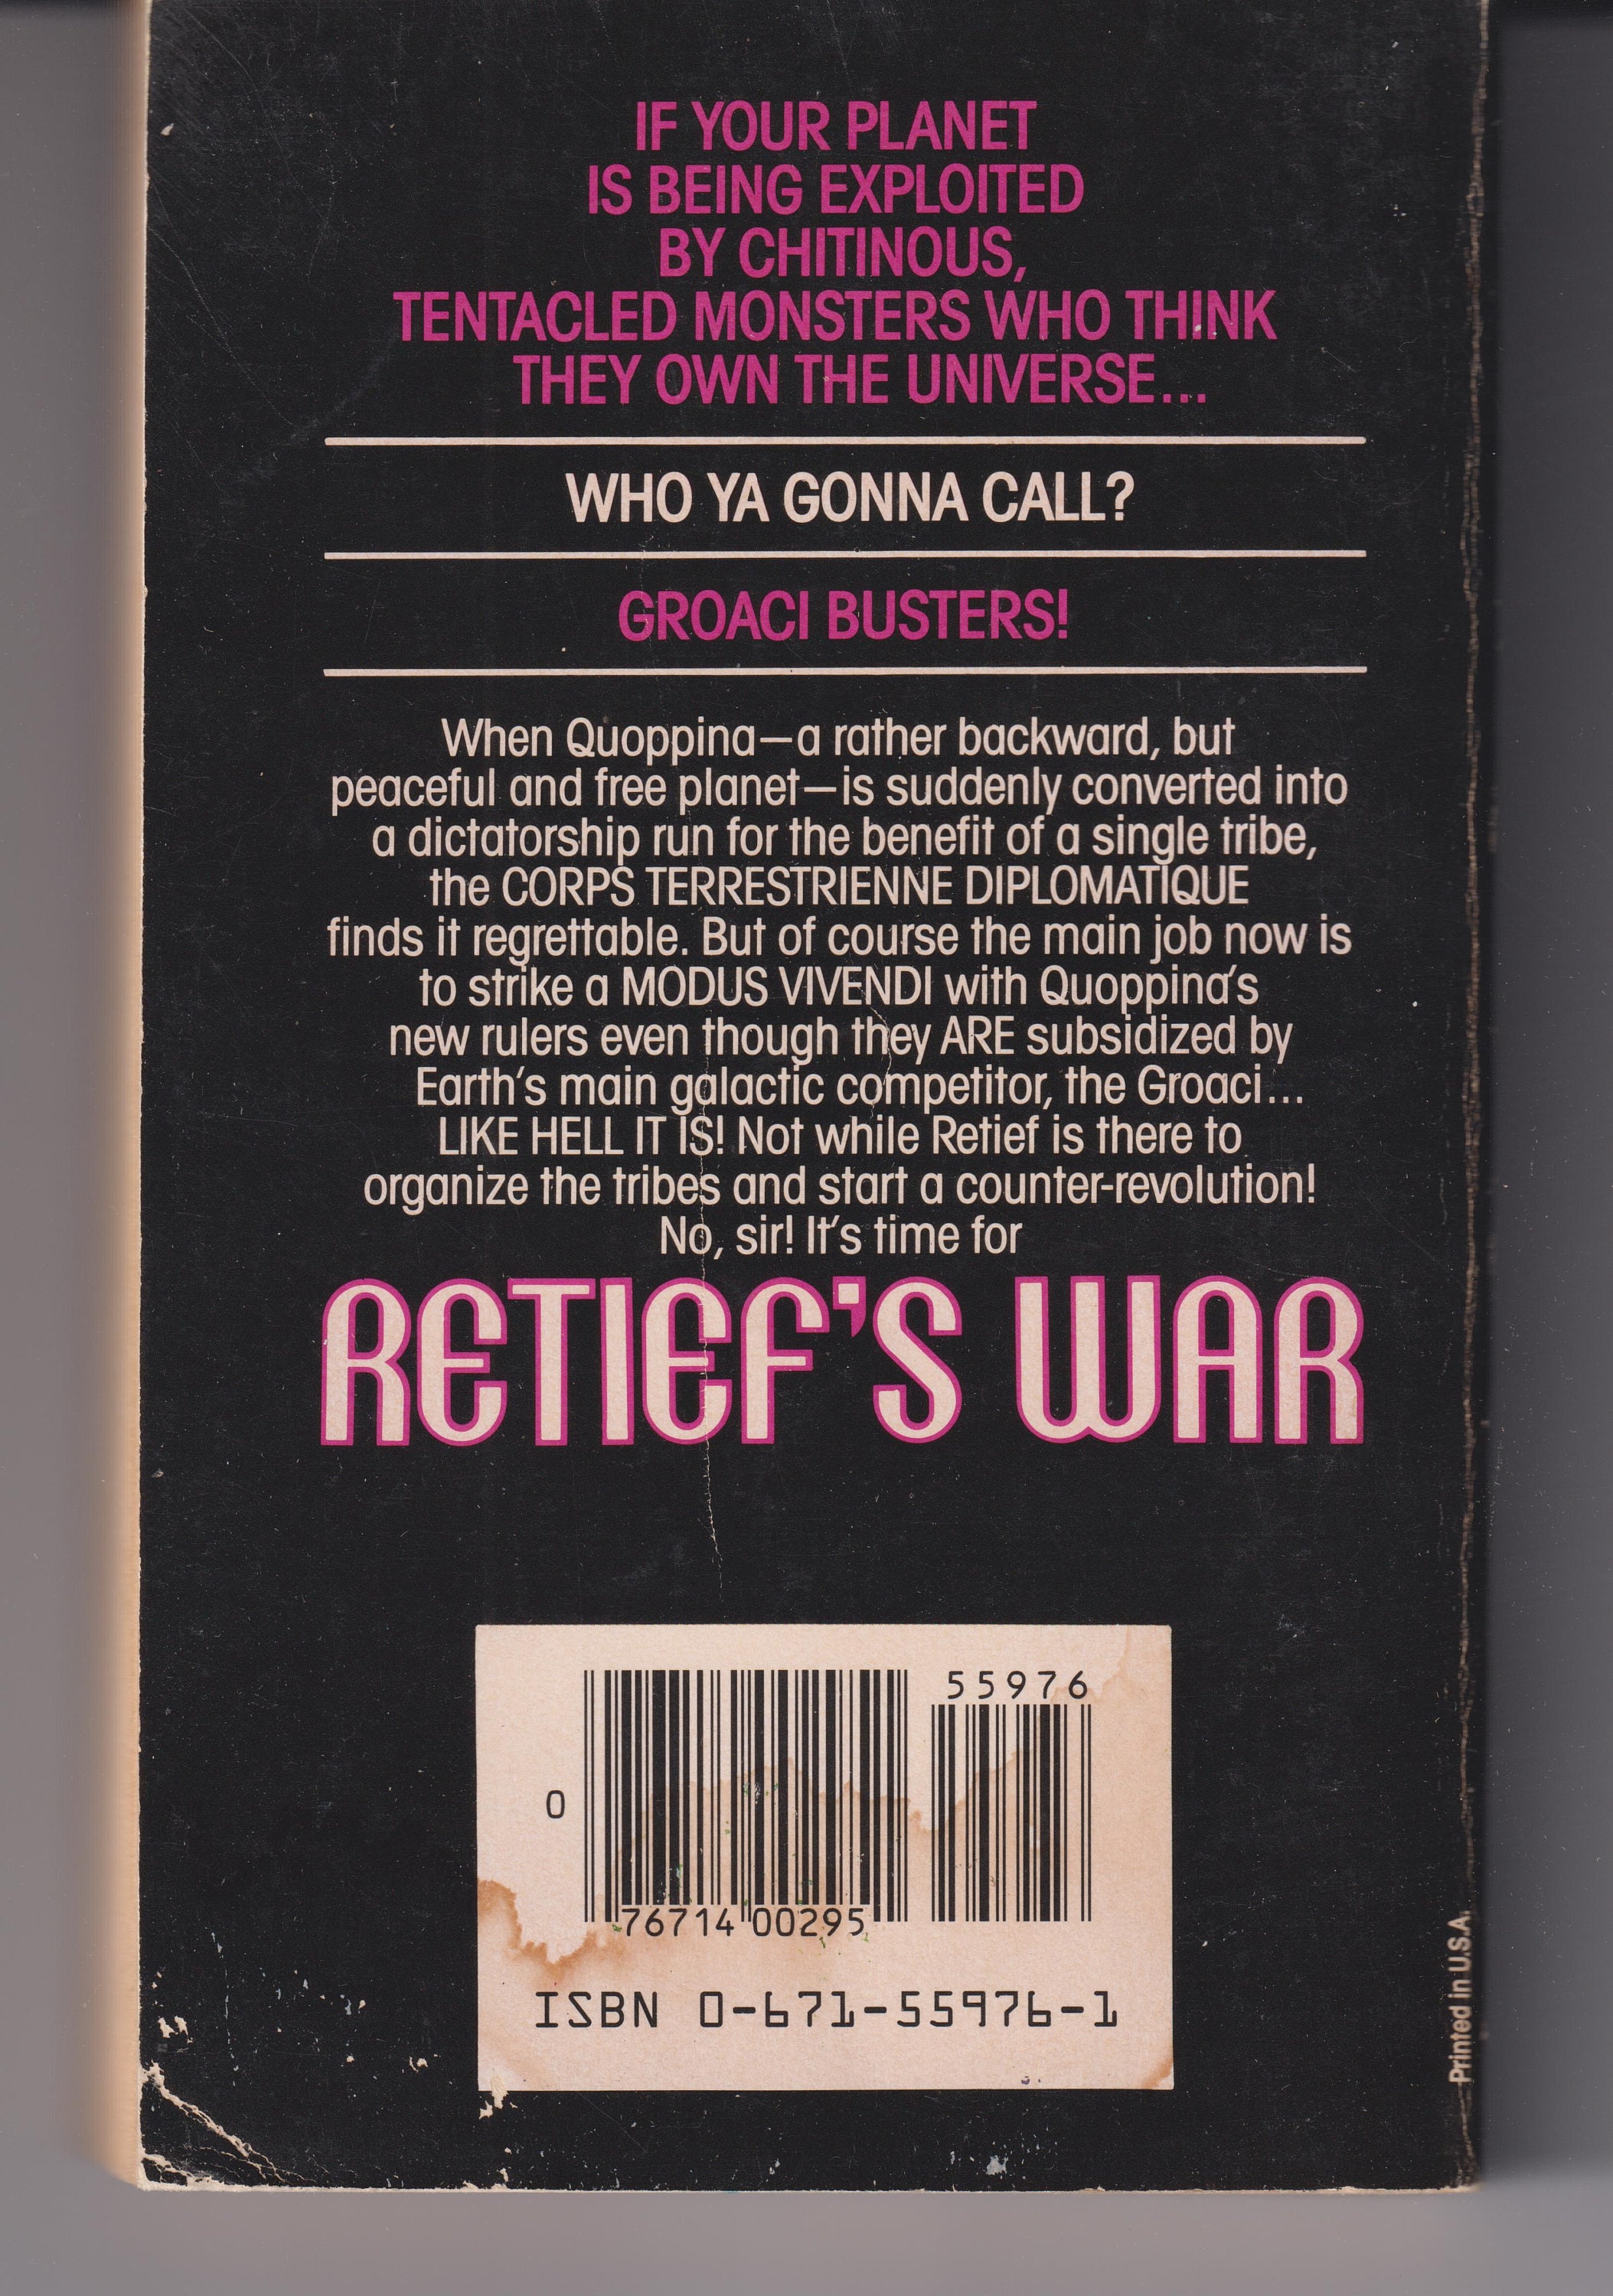 IF YOUR PLANET
IS BEING EXPLOITED
BY CHITINOUS,
TENTACLED MONSTERS WHO THINK
THEY OWN THE UNIVERSE...
WHO YA GONNA CALL?
GROACI BUSTERS!
When Quoppina—a rather backward, but
peaceful and free planet—is suddenly converted into
a dictatorship run for the benefit of a single tribe,
the CORPS TERRESTRIENNE DIPLOMATIQUE
finds it regrettable. But of course the main job now is
to strike a MODUS VIVENDI with Quoppina's
new rulers even though they ARE subsidized by
Earth's main galactic competitor, the Groaci...
LIKE HELL IT IS! Not while Retief is there to
organize the tribes and start a counter-revolution!
No, sir! It's time for
RETIEF'S WAR
55976
0
76714 00295
ISBN 0-671-55976-1
Printed in U.S.A.